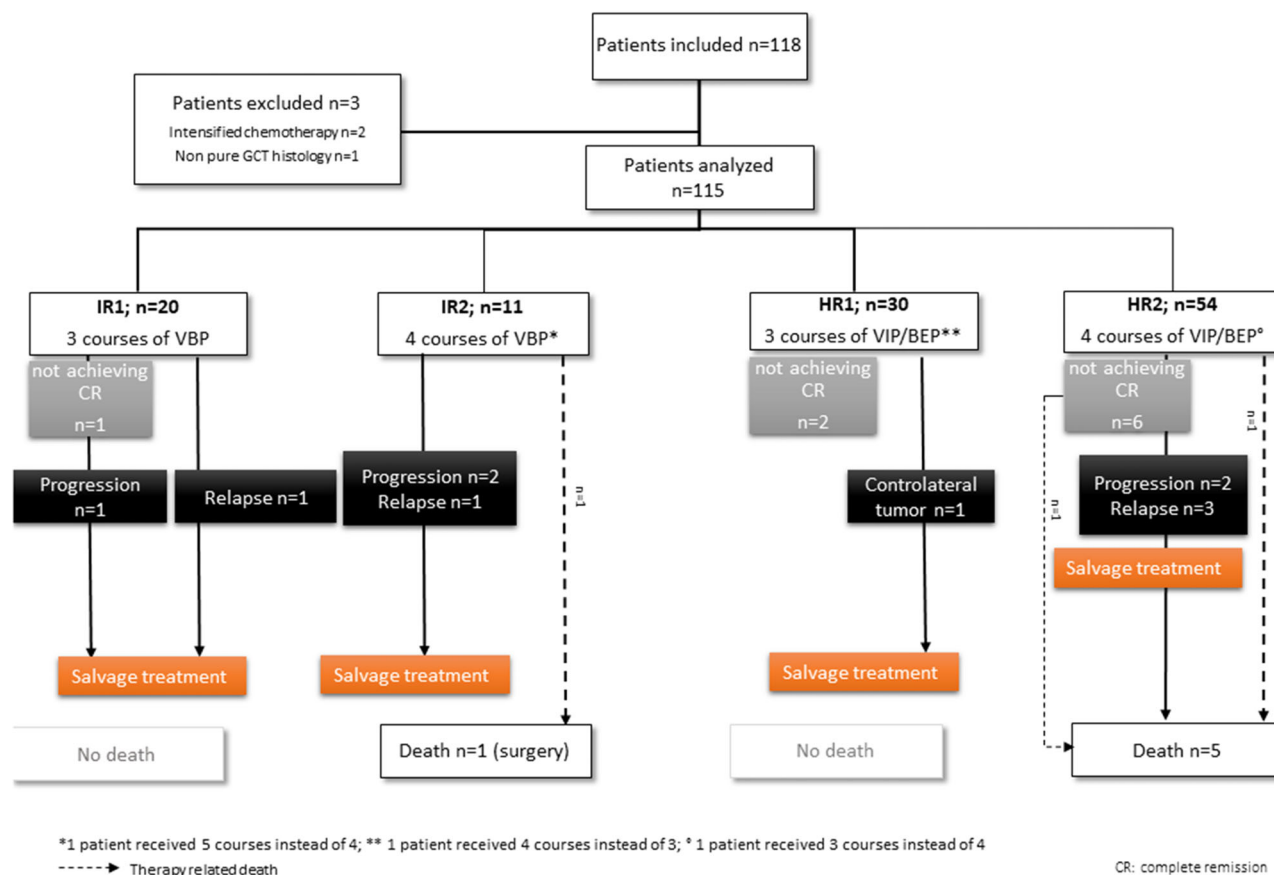 Patients included n=118
Patients excluded n=3
Intensified chemotherapy n=2
Non pure GCT histology n=1
Patients analyzed
n=115
IR1; n=20
3 courses of VBP
IR2; n=11
4 courses of VBP*
HR1; n=30
3 courses of VIP/BEP**
HR2; n=54
4 courses of VIP/BEP°
not achieving
CR
n=1
not achieving
CR
n=2
not achieving
CR
n=6
n=1
n=1
n=1
Progression
n=1
Relapse n=1
Progression n=2
Relapse n=1
Controlateral
tumor n=1
Progression n=2
Relapse n=3
Salvage treatment
Salvage treatment
Salvage treatment
Salvage treatment
No death
Death n=1 (surgery)
No death
Death n=5
*1 patient received 5 courses instead of 4; ** 1 patient received 4 courses instead of 3; ° 1 patient received 3 courses instead of 4
Therapy related death
CR: complete remission